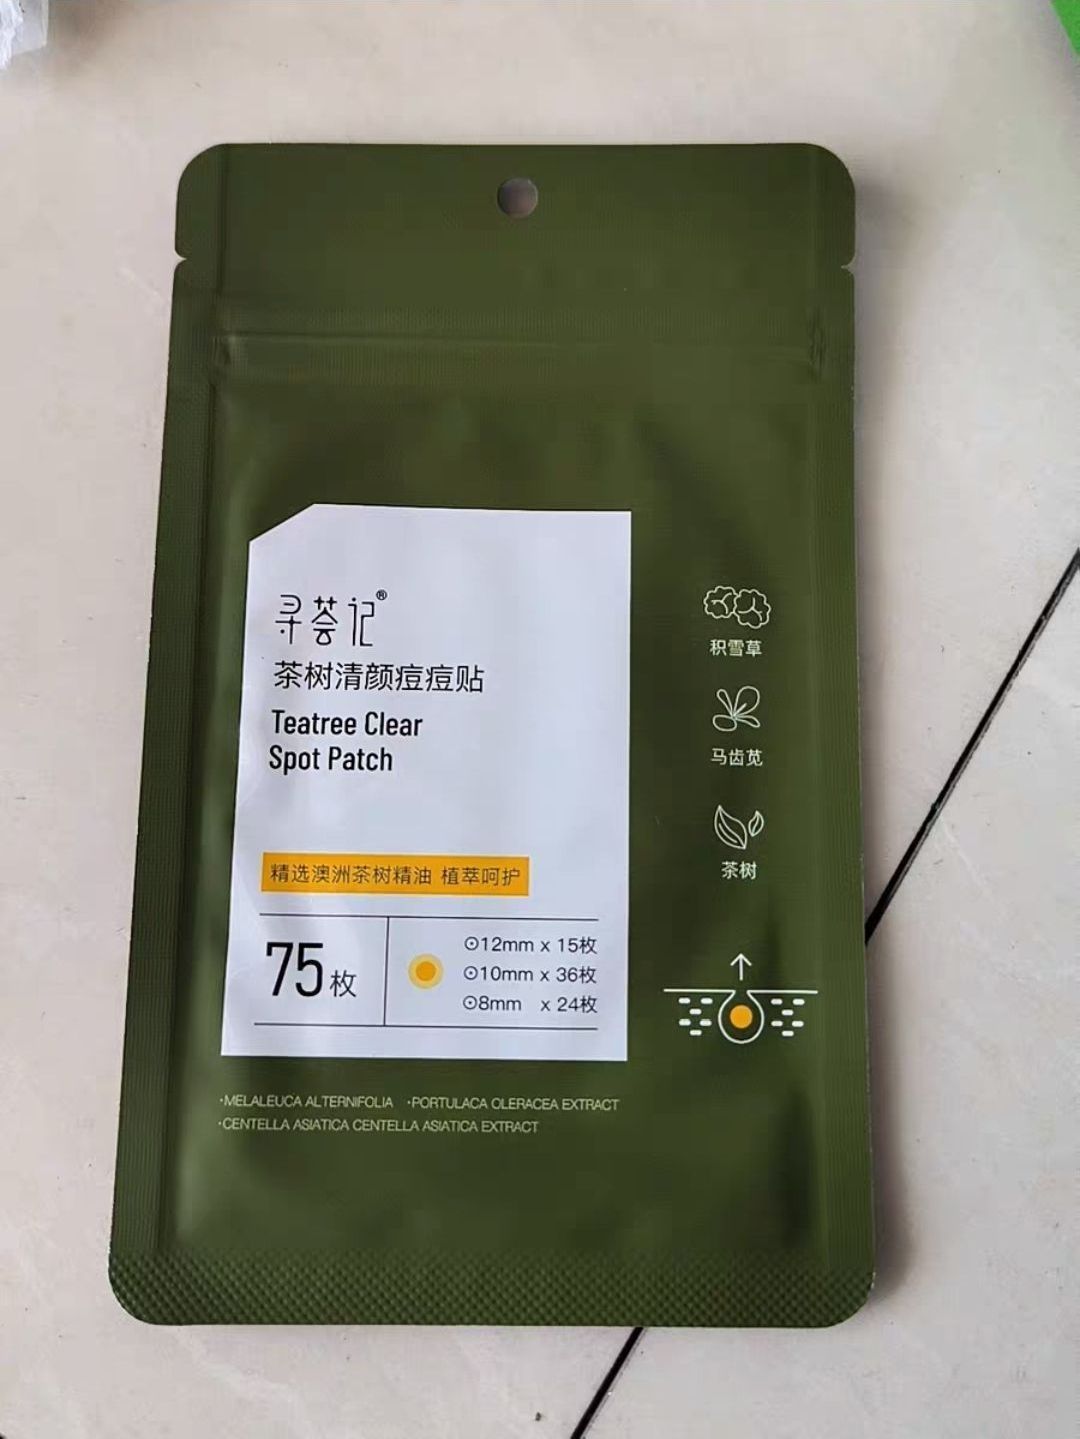 寻荟记®
茶树清颜痘痘贴
Teatree Clear
Spot Patch
精选澳洲茶树精油 植萃呵护
75枚
⊙12mm x 15枚
⊙10mm x 36枚
⊙8mm x 24枚
积雪草
马齿苋
茶树
·MELALEUCA ALTERNIFOLIA ·PORTULACA OLERACEA EXTRACT
·CENTELLA ASIATICA CENTELLA ASIATICA EXTRACT